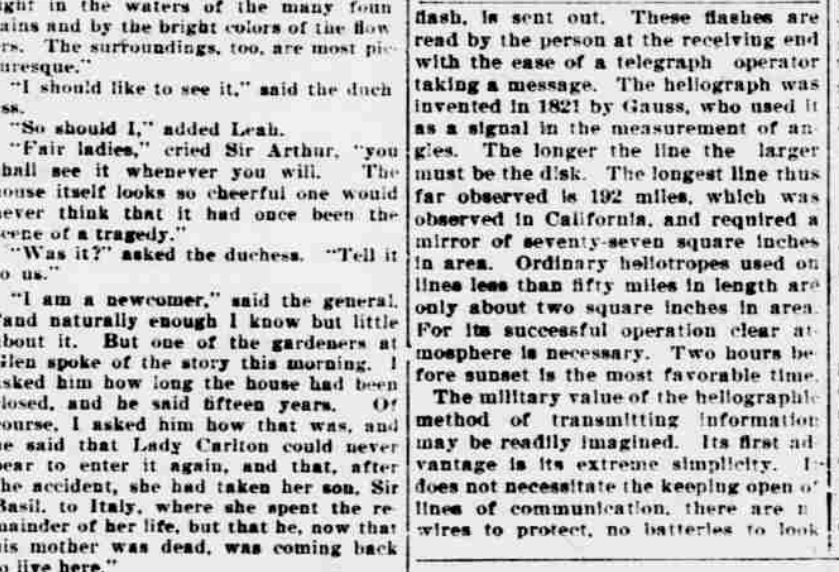 ight in the waters of the many foun
ains and by the bright colors of the flow
rs. The surroundings, too, are most pic-
uresque."
"I should like to see it," said the duch
ss.
"So should I," added Leah.
"Fair ladies," cried Sir Arthur, "you
hall see it whenever you will. The
ouse itself looks so cheerful one would
ever think that it had once been the
cene of a tragedy."
"Was it?" asked the duchess. "Tell it
o us."
"I am a newcomer," said the general,
"and naturally enough I know but little
about it. But one of the gardeners at
Glen spoke of the story this morning. I
asked him how long the house had been
closed, and he said fifteen years. Of
course, I asked him how that was, and
he said that Lady Carlton could never
bear to enter it again, and that, after
the accident, she had taken her son, Sir
Basil, to Italy, where she spent the re
mainder of her life, but that he, now that
his mother was dead, was coming back
to live here."
flash, is sent out. These flashes are
read by the person at the receiving end
with the ease of a telegraph operator
taking a message. The heliograph was
invented in 1821 by Gauss, who used it
as a signal in the measurement of an
gles. The longer the line the larger
must be the disk. The longest line thus
far observed is 192 miles, which was
observed in California, and required a
mirror of seventy-seven square inches
in area. Ordinary heliotropes used on
lines less than fifty miles in length are
only about two square inches in area.
For its successful operation clear at
mosphere is necessary. Two hours be
fore sunset is the most favorable time.
The military value of the heliographic
method of transmitting information
may be readily imagined. Its first ad
vantage is its extreme simplicity. It
does not necessitate the keeping open of
lines of communication, there are n
wires to protect, no batteries to look